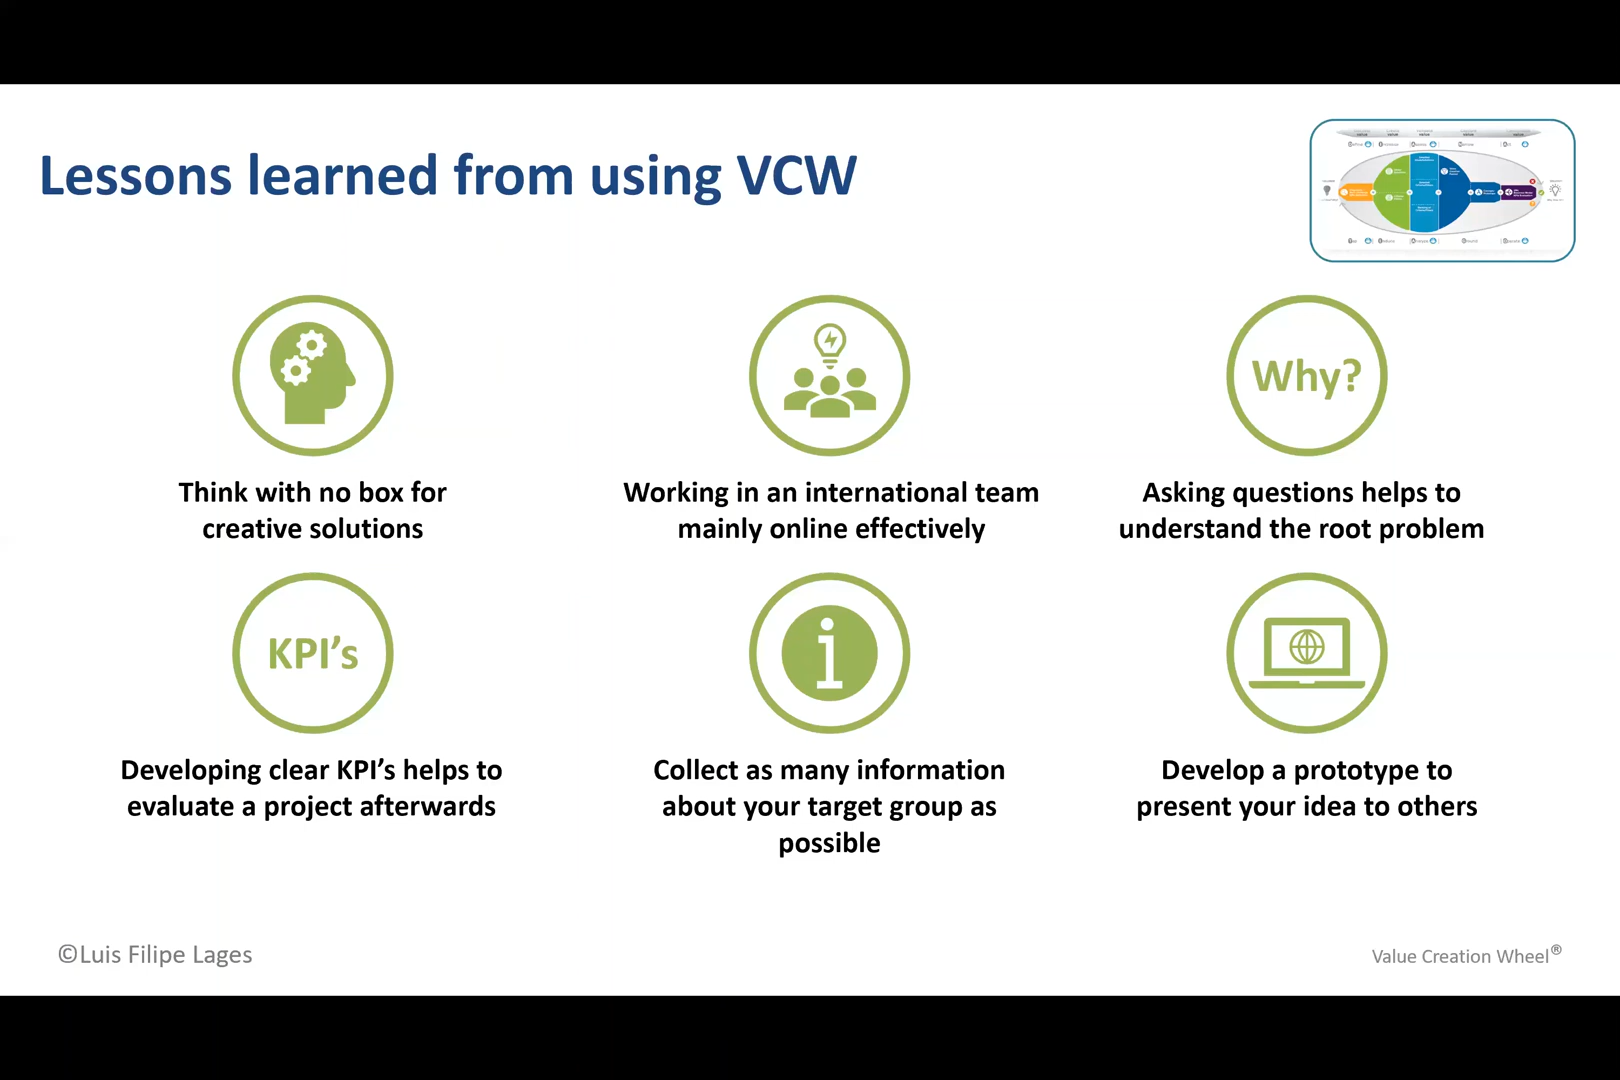 Lessons learned from using VCW
Why?
Think with no box for
creative solutions
Working in an international team
mainly online effectively
Asking questions helps to
understand the root problem
KPI’s
Developing clear KPI’s helps to
evaluate a project afterwards
Collect as many information
about your target group as
possible
Develop a prototype to
present your idea to others
©Luis Filipe Lages
Value Creation Wheel®